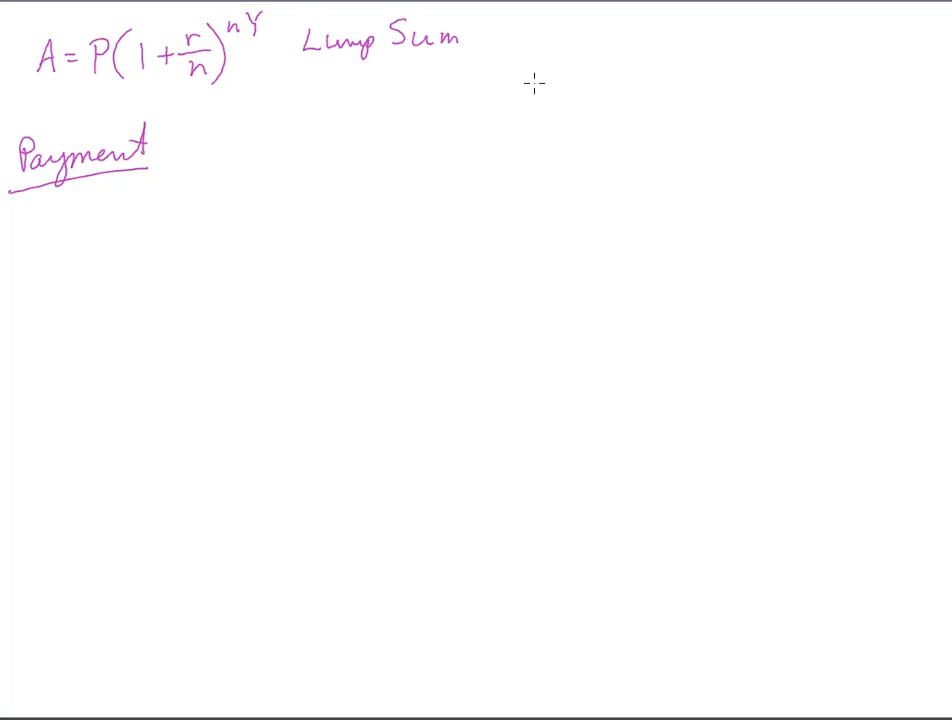 A = P(1 + r/n)^{nY} Lump Sum
Payment